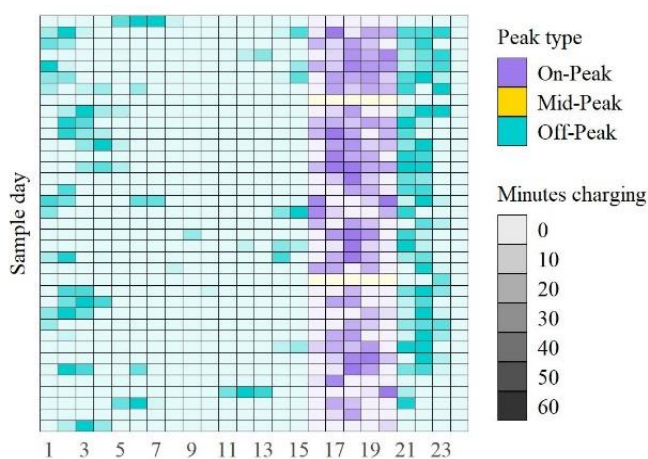 Sample day
1 3 5 7 9 11 13 15 17 19 21 23
Peak type
On-Peak
Mid-Peak
Off-Peak
Minutes charging
0
10
20
30
40
50
60